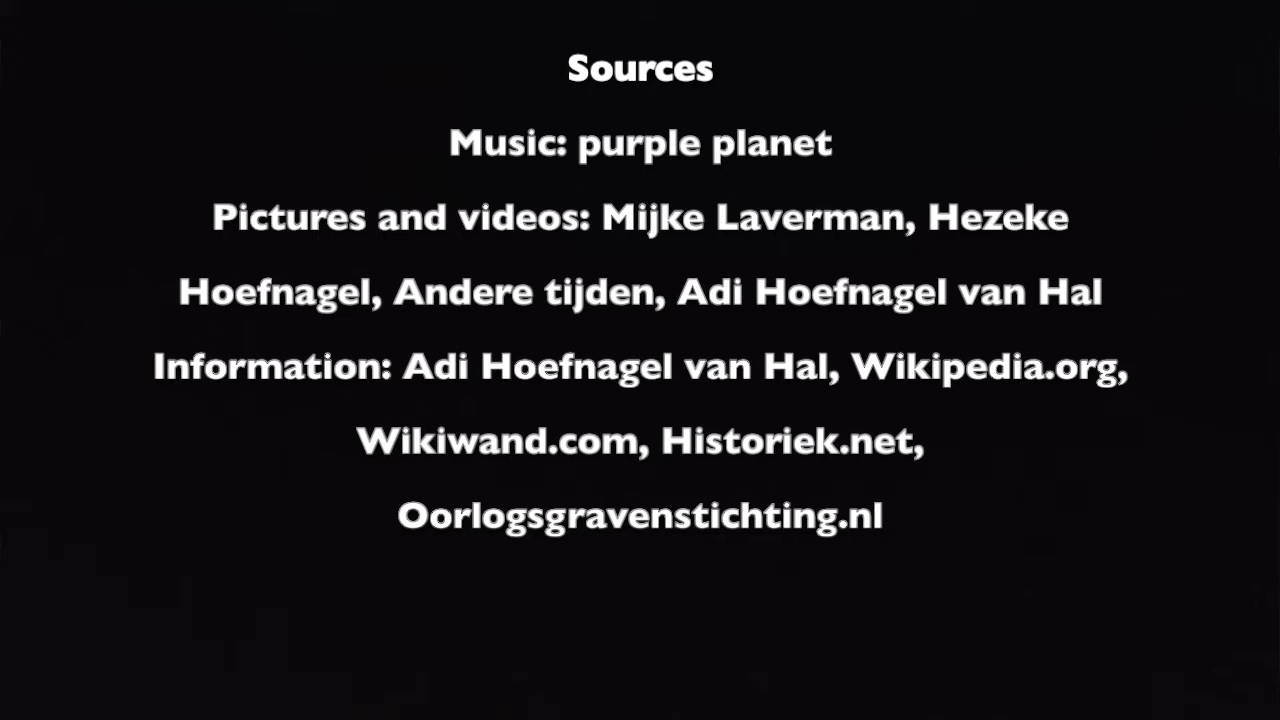 Sources
Music: purple planet
Pictures and videos: Mijke Laverman, Hezeke
Hoefnagel, Andere tijden, Adi Hoefnagel van Hal
Information: Adi Hoefnagel van Hal, Wikipedia.org,
Wikiwand.com, Historiek.net,
Oorlogsgravenstichting.nl